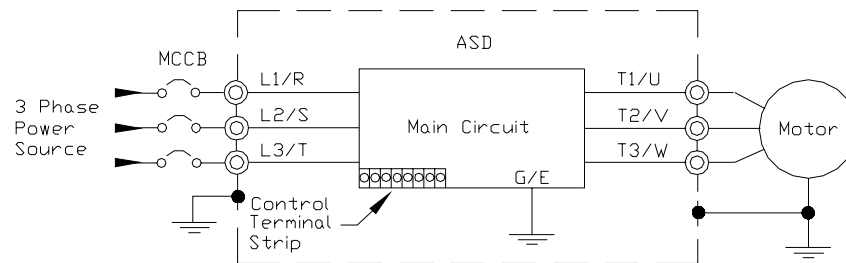 ASD
MCCB
L1/R
T1/U
3 Phase
Power
Source
L2/S
Main Circuit
T2/V
Motor
L3/T
T3/W
G/E
Control
Terminal
Strip